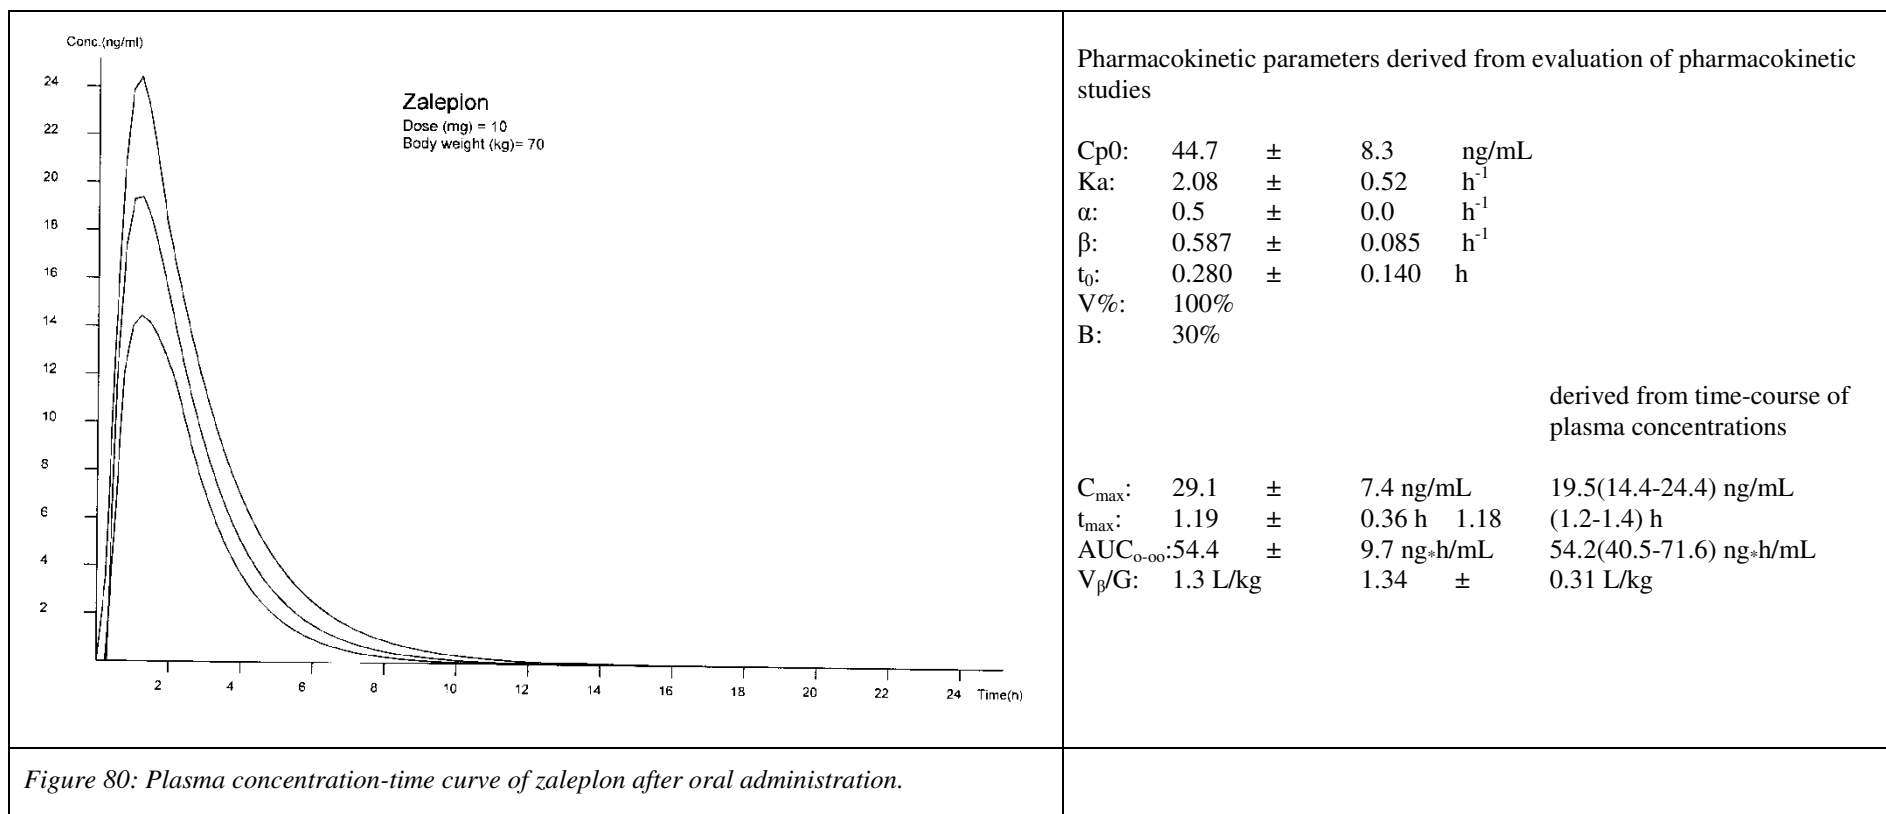 Conc.(ng/ml)
24
22
20
18
16
14
12
10
8
6
4
2
Zaleplon
Dose (mg) = 10
Body weight (kg)= 70
2 4 6 8 10 12 14 16 18 20 22 24 Time(h)
Figure 80: Plasma concentration-time curve of zaleplon after oral administration.
Pharmacokinetic parameters derived from evaluation of pharmacokinetic
studies
Cp0: 44.7 ± 8.3 ng/mL
Ka: 2.08 ± 0.52 h-1
α: 0.5 ± 0.0 h-1
β: 0.587 ± 0.085 h-1
t0: 0.280 ± 0.140 h
V%: 100%
B: 30%
derived from time-course of
plasma concentrations
Cmax: 29.1 ± 7.4 ng/mL 19.5(14.4-24.4) ng/mL
tmax: 1.19 ± 0.36 h 1.18 (1.2-1.4) h
AUCo-oo:54.4 ± 9.7 ng*h/mL 54.2(40.5-71.6) ng*h/mL
Vβ/G: 1.3 L/kg 1.34 ± 0.31 L/kg